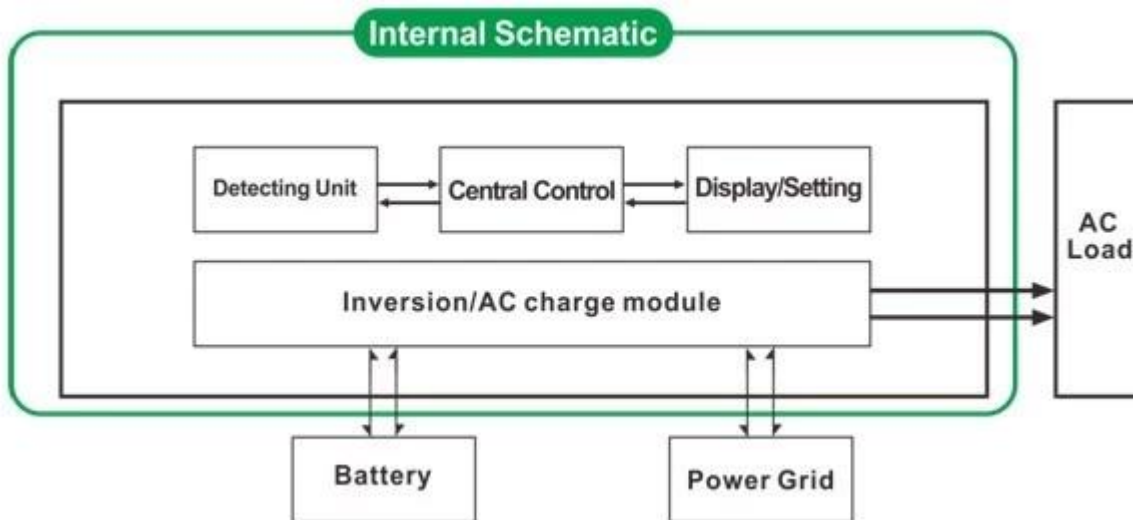 Internal Schematic
Detecting Unit
Central Control
Display/Setting
AC
Load
Inversion/AC charge module
Battery
Power Grid